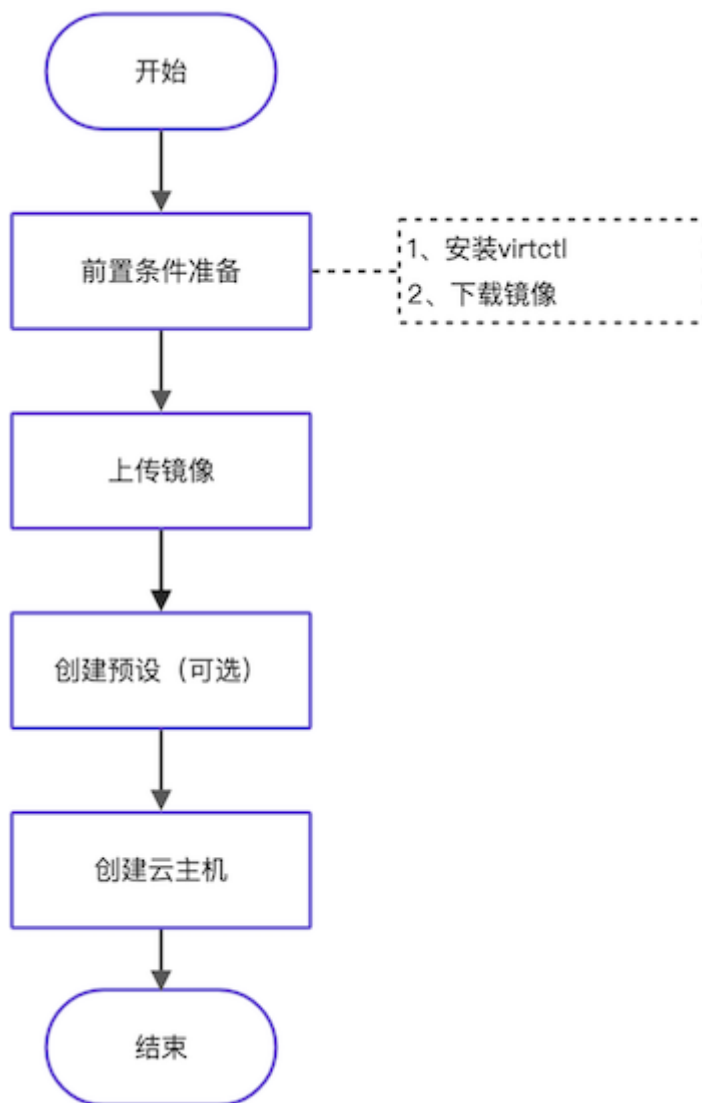 开始
前置条件准备
1、安装virtctl
2、下载镜像
上传镜像
创建预设（可选）
创建云主机
结束